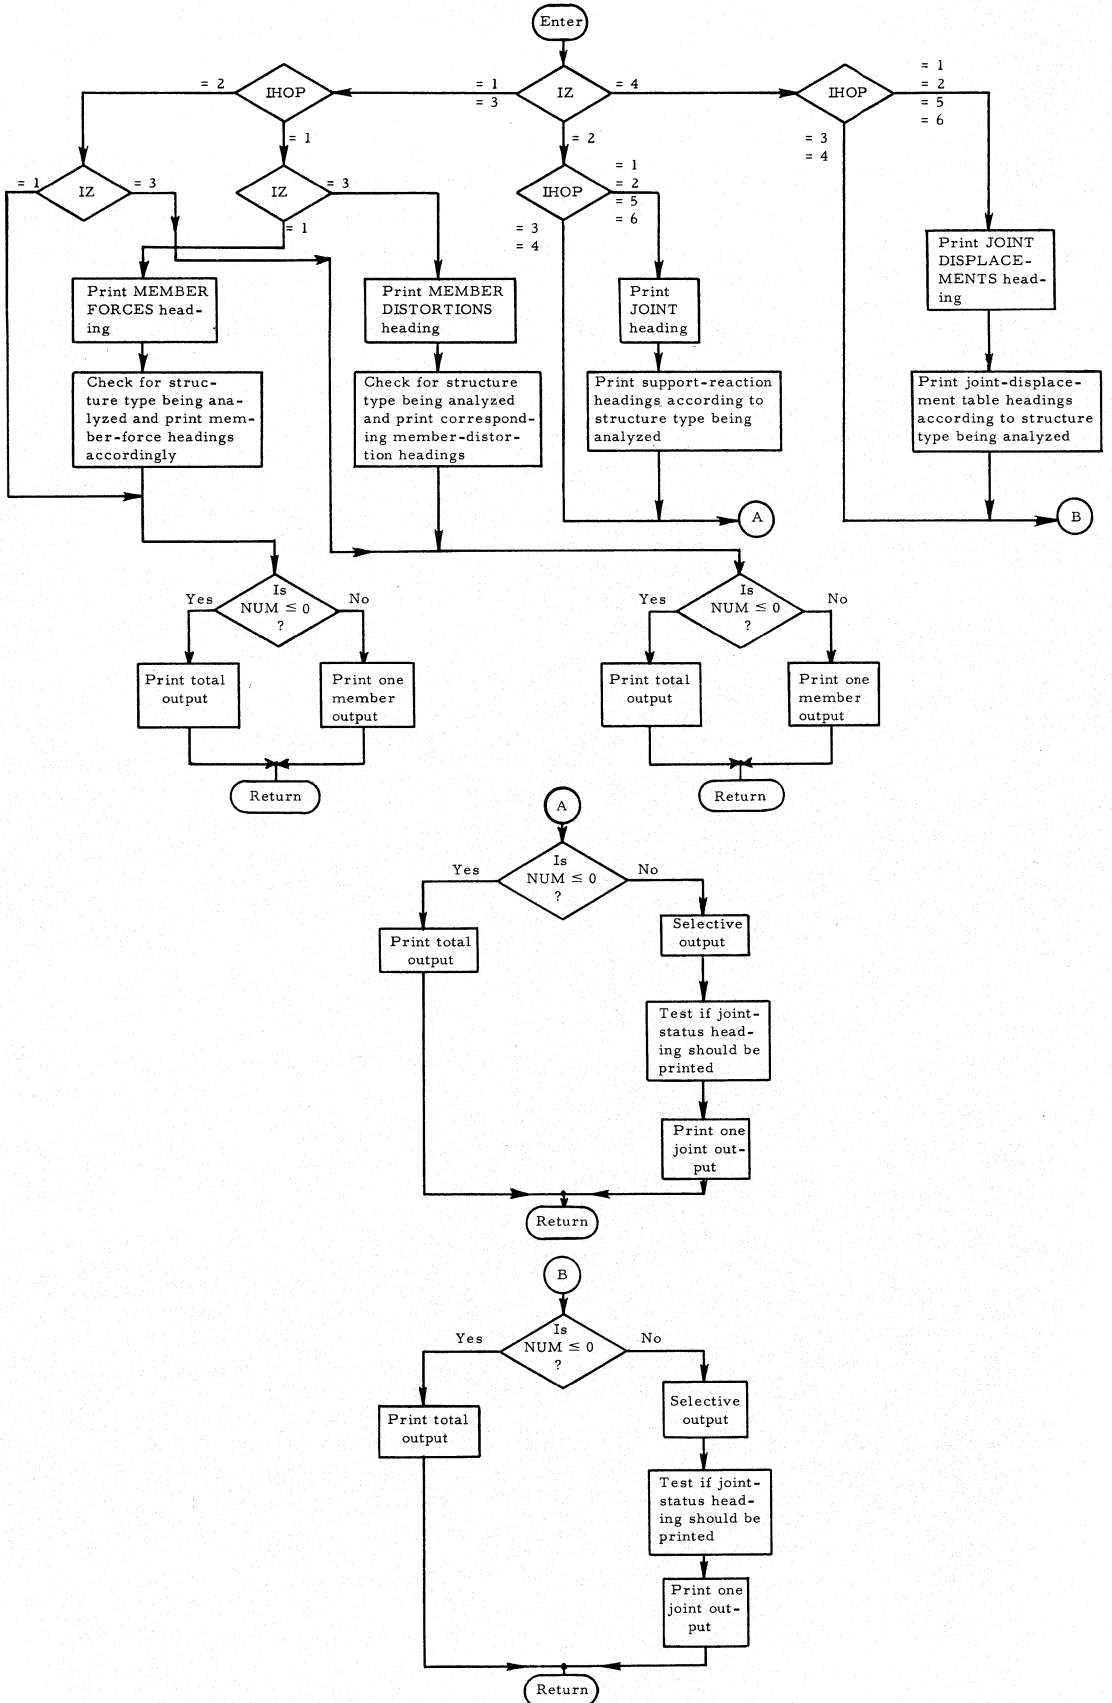 Enter
= 2
IHOP
= 1
= 3
IZ
= 4
IHOP
= 1
= 2
= 5
= 6
= 1
= 2
= 3
= 4
= 1
IZ
= 3
IZ
= 3
= 1
IHOP
= 1
= 2
= 5
= 6
= 3
= 4
Print MEMBER
FORCES head-
ing
Print MEMBER
DISTORTIONS
heading
Print
JOINT
heading
Print JOINT
DISPLACE-
MENTS head-
ing
Check for struc-
ture type being ana-
lyzed and print mem-
ber-force headings
accordingly
Check for structure
type being analyzed
and print correspond-
ing member-distor-
tion headings
Print support-reaction
headings according to
structure type being
analyzed
Print joint-displace-
ment table headings
according to structure
type being analyzed
A
B
Is
NUM ≤ 0
?
Yes
No
Print total
output
Print one
member
output
Return
Is
NUM ≤ 0
?
Yes
No
Print total
output
Print one
member
output
Return
A
Is
NUM ≤ 0
?
Yes
No
Print total
output
Selective
output
Test if joint-
status head-
ing should be
printed
Print one
joint out-
put
Return
B
Is
NUM ≤ 0
?
Yes
No
Print total
output
Selective
output
Test if joint-
status head-
ing should be
printed
Print one
joint out-
put
Return